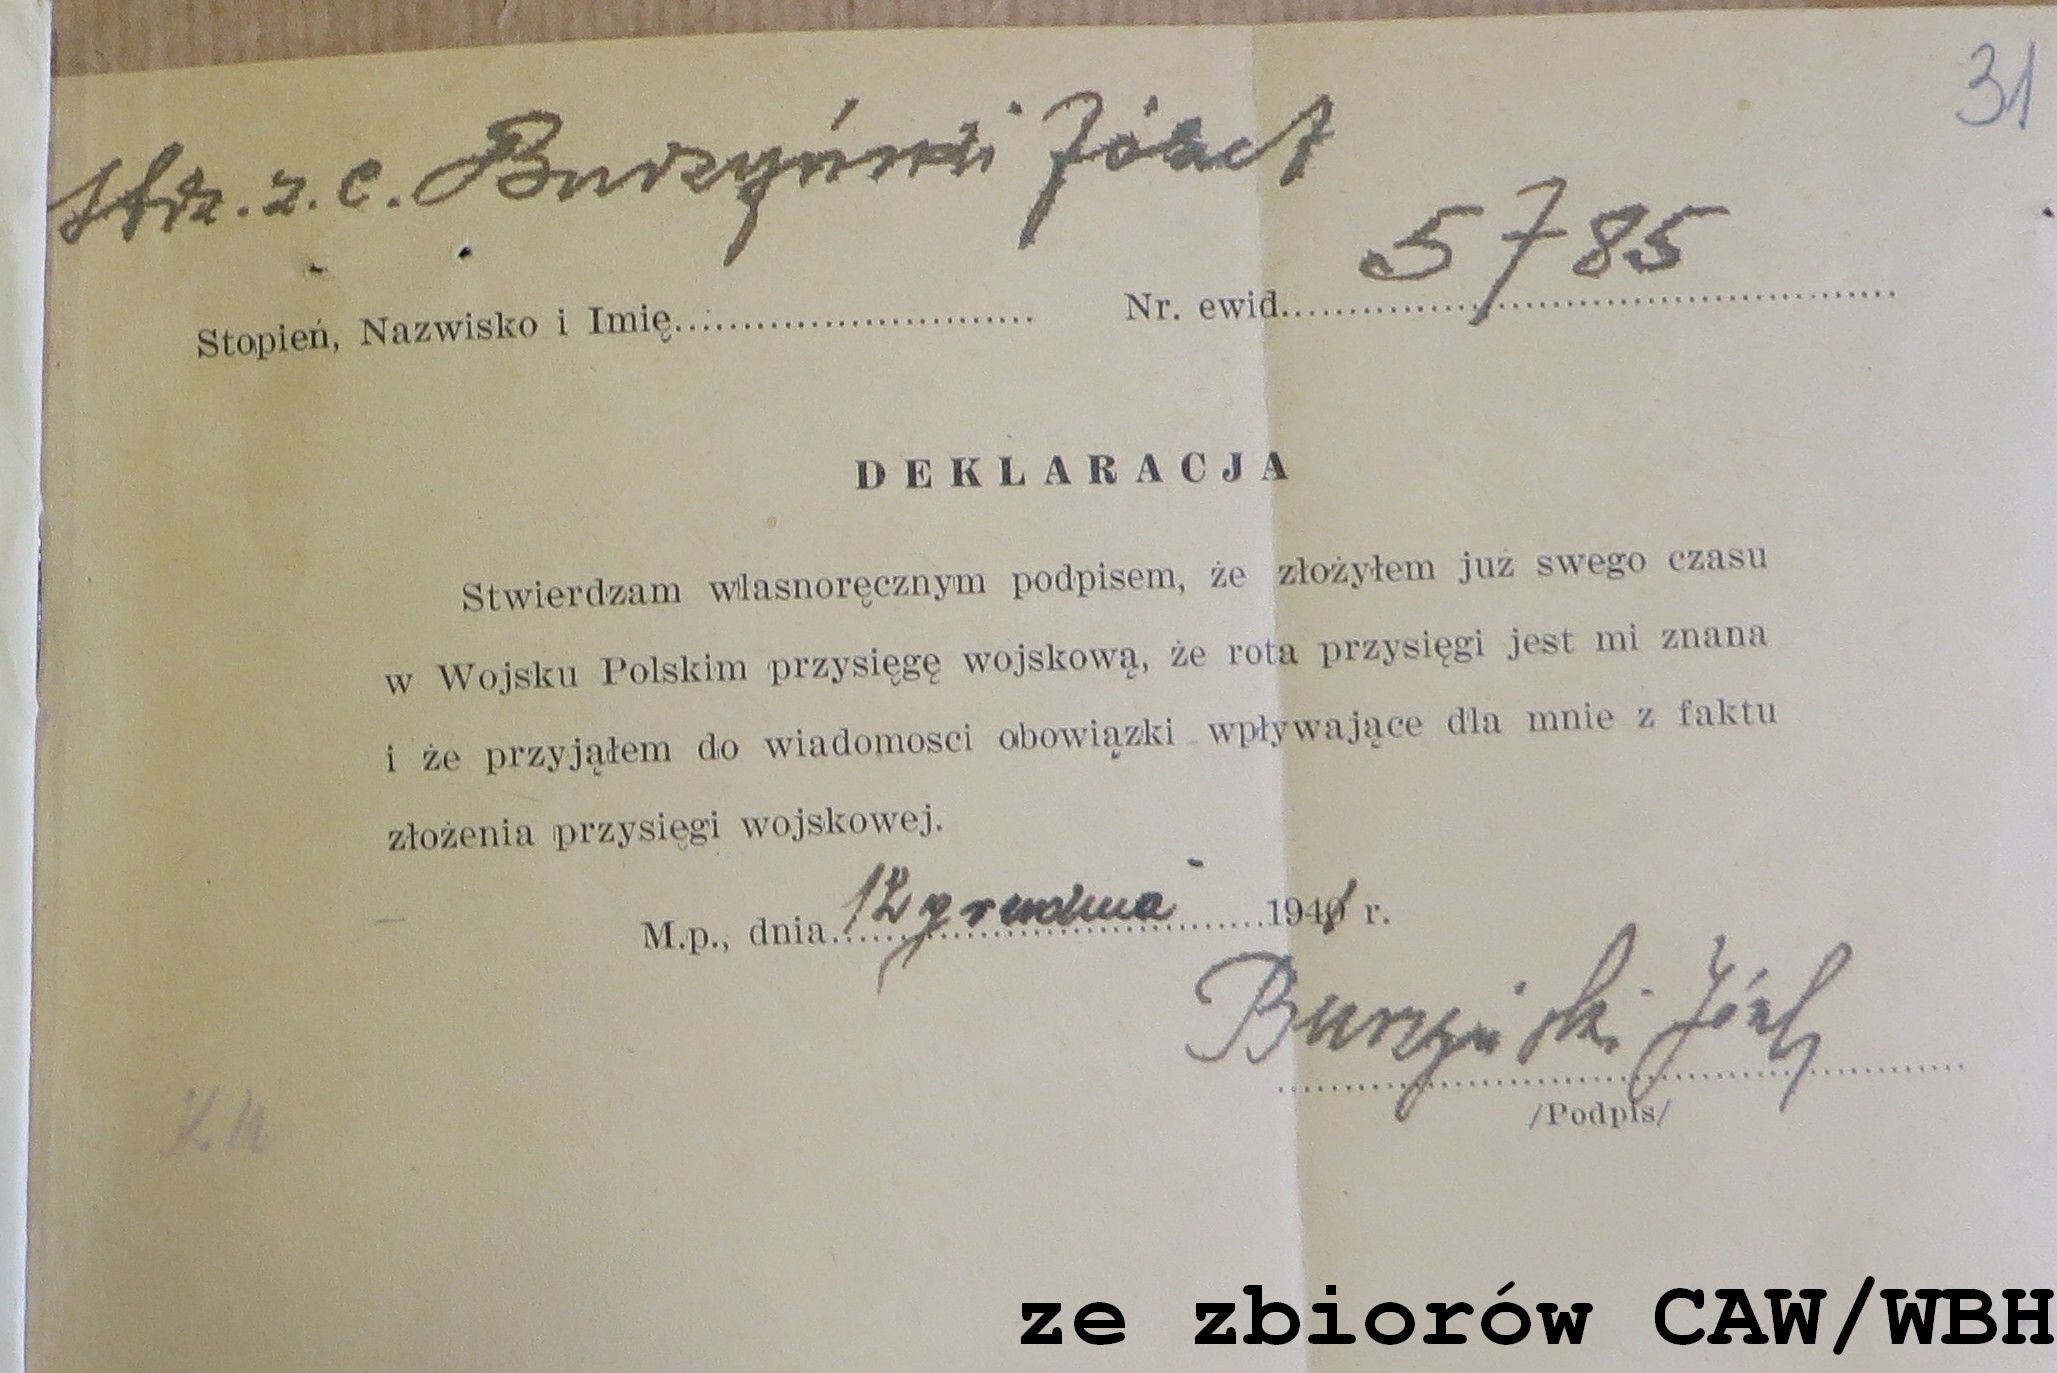 31
strz. z. c. Burzyński Józef
5785
Stopień, Nazwisko i Imię............................ Nr. ewid..................................
DEKLARACJA
Stwierdzam wlasnoręcznym podpisem, że złożyłem już swego czasu
w Wojsku Polskim przysięgę wojskową, że rota przysięgi jest mi znana
i że przyjąłem do wiadomosci obowiązki wpływające dla mnie z faktu
złożenia przysięgi wojskowej.
M.p., dnia 12 grudnia 1941 r.
Burzyński Józef
/Podpis/
ze zbiorów CAW/WBH